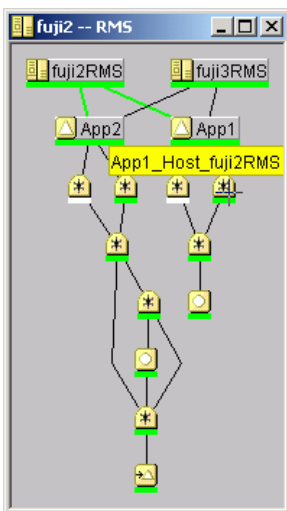 fuji2 -- RMS
fuji2RMS
fuji3RMS
App2
App1
App1_Host_fuji2RMS